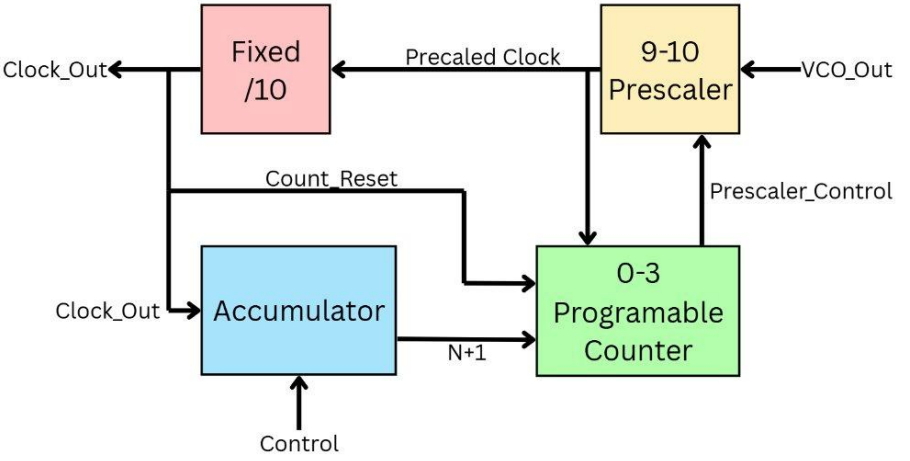 Fixed
/10
9-10
Prescaler
Clock_Out
Precaled Clock
VCO_Out
Count_Reset
Prescaler_Control
Clock_Out
Accumulator
0-3
Programable
Counter
N+1
Control